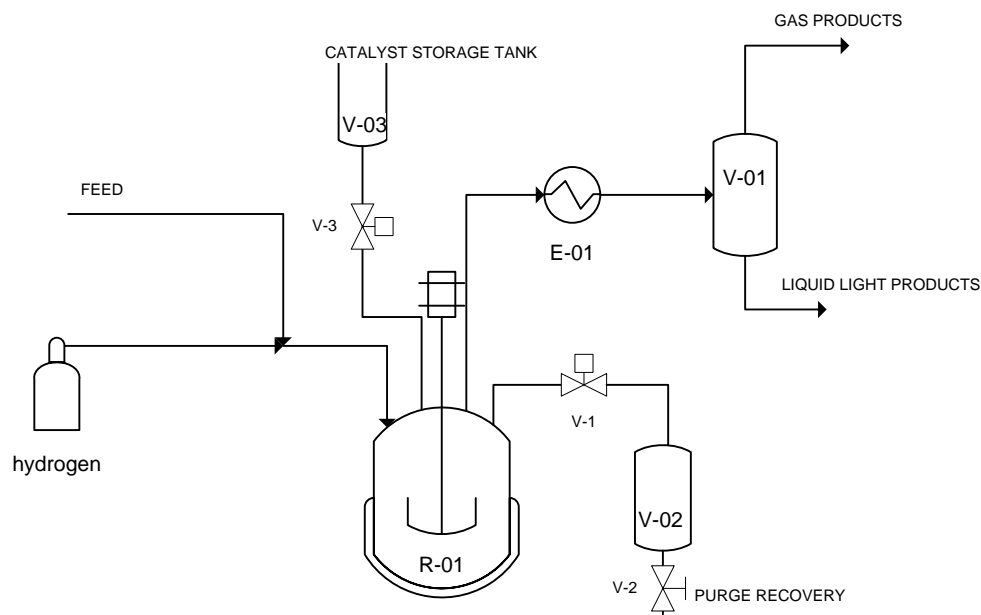 GAS PRODUCTS
CATALYST STORAGE TANK
V-03
V-01
FEED
V-3
E-01
LIQUID LIGHT PRODUCTS
V-1
hydrogen
V-02
R-01
V-2
PURGE RECOVERY